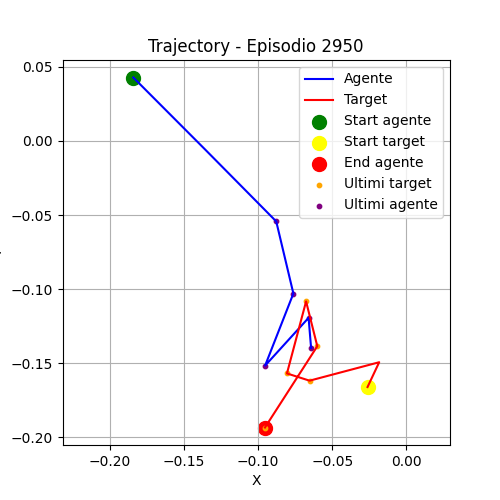 Trajectory - Episodio 2950
0.05
0.00
−0.05
−0.10
−0.15
−0.20
Agente
Target
Start agente
Start target
End agente
Ultimi target
Ultimi agente
−0.20 −0.15 −0.10 −0.05 0.00
X